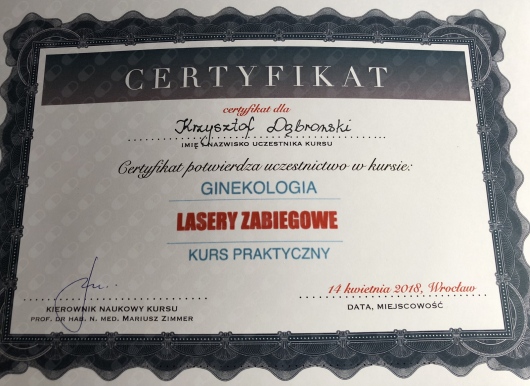 CERTYFIKAT
certyfikat dla
Krzysztof Dąbrowski
IMIĘ I NAZWISKO UCZESTNIKA KURSU
Certyfikat potwierdza uczestnictwo w kursie:
GINEKOLOGIA
LASERY ZABIEGOWE
KURS PRAKTYCZNY
14 kwietnia 2018, Wrocław
DATA, MIEJSCOWOŚĆ
KIEROWNIK NAUKOWY KURSU
PROF. DR HAB. N. MED. MARIUSZ ZIMMER